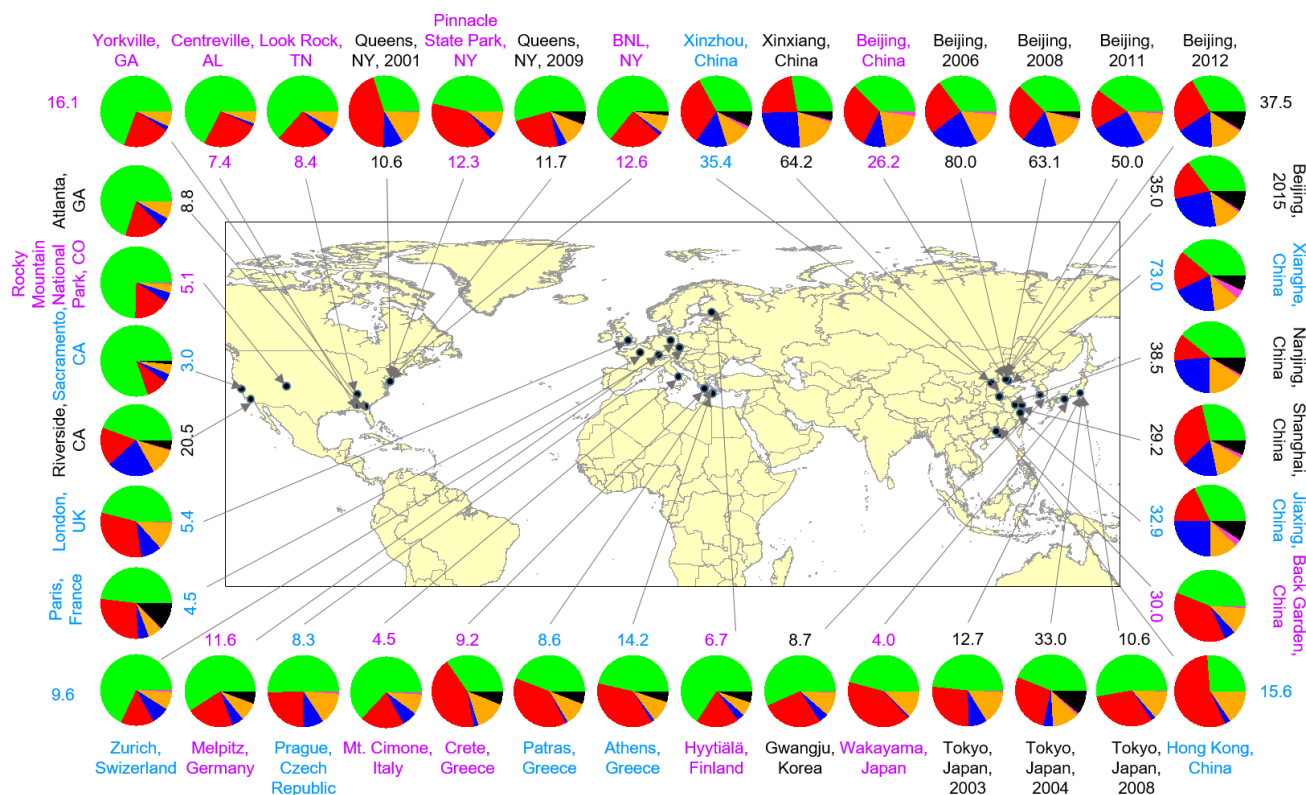 Yorkville,
GA
Centreville,
AL
Look Rock,
TN
Queens,
NY, 2001
Pinnacle
State Park,
NY
Queens,
NY, 2009
BNL,
NY
Xinzhou,
China
Xinxiang,
China
Beijing,
China
Beijing,
2006
Beijing,
2008
Beijing,
2011
Beijing,
2012
16.1
7.4
8.4
10.6
12.3
11.7
12.6
35.4
64.2
26.2
80.0
63.1
50.0
37.5
Atlanta,
GA
8.8
Rocky
Mountain
National
Park, CO
5.1
Sacramento,
CA
3.0
Riverside,
CA
20.5
London,
UK
5.4
Paris,
France
4.5
35.0
Beijing,
2015
73.0
Xianghe,
China
38.5
Nanjing,
China
29.2
Shanghai,
China
32.9
Jiaxing,
China
30.0
Back Garden,
China
9.6
11.6
8.3
4.5
9.2
8.6
14.2
6.7
8.7
4.0
12.7
33.0
10.6
15.6
Zurich,
Swizerland
Melpitz,
Germany
Prague,
Czech
Republic
Mt. Cimone,
Italy
Crete,
Greece
Patras,
Greece
Athens,
Greece
Hyytiälä,
Finland
Gwangju,
Korea
Wakayama,
Japan
Tokyo,
Japan,
2003
Tokyo,
Japan,
2004
Tokyo,
Japan,
2008
Hong Kong,
China